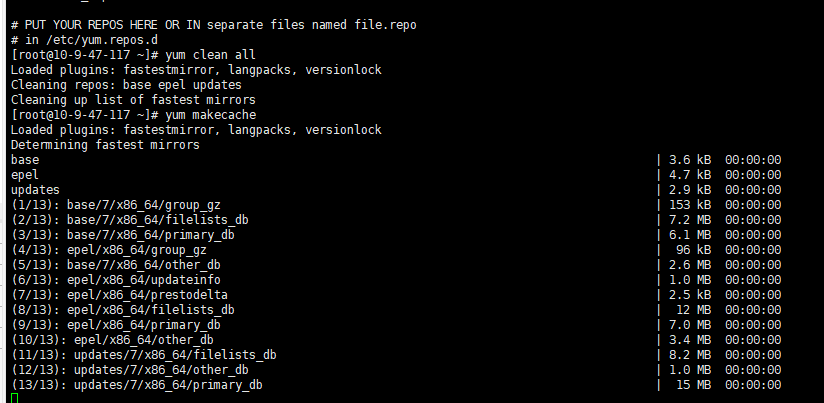 # PUT YOUR REPOS HERE OR IN separate files named file.repo
# in /etc/yum.repos.d
[root@10-9-47-117 ~]# yum clean all
Loaded plugins: fastestmirror, langpacks, versionlock
Cleaning repos: base epel updates
Cleaning up list of fastest mirrors
[root@10-9-47-117 ~]# yum makecache
Loaded plugins: fastestmirror, langpacks, versionlock
Determining fastest mirrors
base | 3.6 kB 00:00:00
epel | 4.7 kB 00:00:00
updates | 2.9 kB 00:00:00
(1/13): base/7/x86_64/group_gz | 153 kB 00:00:00
(2/13): base/7/x86_64/filelists_db | 7.2 MB 00:00:00
(3/13): base/7/x86_64/primary_db | 6.1 MB 00:00:00
(4/13): epel/x86_64/group_gz | 96 kB 00:00:00
(5/13): base/7/x86_64/other_db | 2.6 MB 00:00:00
(6/13): epel/x86_64/updateinfo | 1.0 MB 00:00:00
(7/13): epel/x86_64/prestodelta | 2.5 kB 00:00:00
(8/13): epel/x86_64/filelists_db | 12 MB 00:00:00
(9/13): epel/x86_64/primary_db | 7.0 MB 00:00:00
(10/13): epel/x86_64/other_db | 3.4 MB 00:00:00
(11/13): updates/7/x86_64/filelists_db | 8.2 MB 00:00:00
(12/13): updates/7/x86_64/other_db | 1.0 MB 00:00:00
(13/13): updates/7/x86_64/primary_db | 15 MB 00:00:00